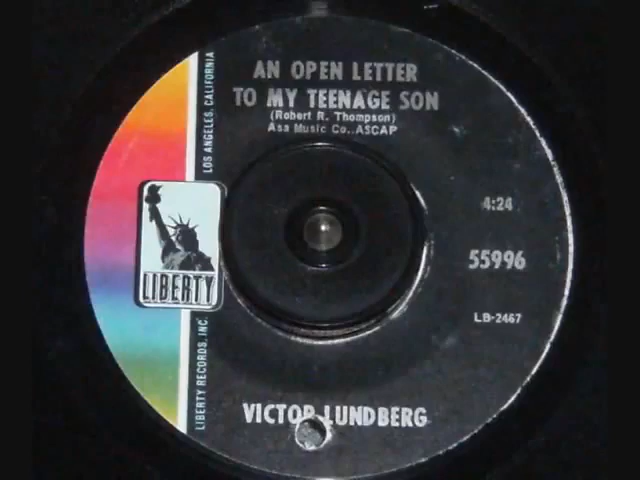 AN OPEN LETTER
TO MY TEENAGE SON
(Robert R. Thompson)
Asa Music Co., ASCAP
LOS ANGELES, CALIFORNIA
LIBERTY
4:24
55996
LB-2467
LIBERTY RECORDS, INC.
VICTOR LUNDBERG